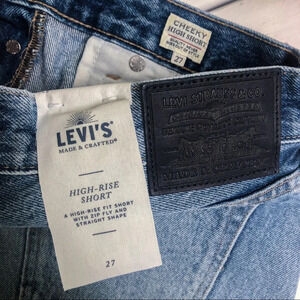 CHEEKY
HIGH SHORT
27
LEVI'S®
MADE & CRAFTED®
HIGH-RISE
SHORT
A HIGH-RISE FIT SHORT
WITH ZIP FLY AND
STRAIGHT SHAPE
27
LEVI STRAUSS & CO.